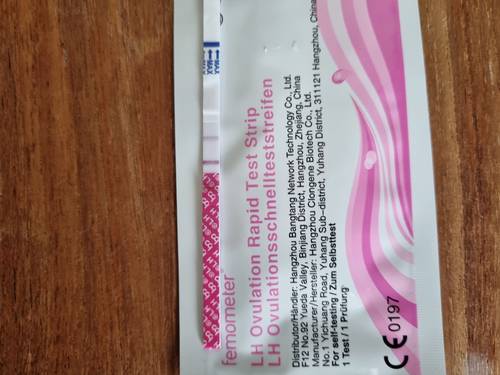 femometer
LH Ovulation Rapid Test Strip
LH Ovulationsschnellteststreifen
Distributor/Händler: Hangzhou Bangtang Network Technology Co., Ltd.
F12 No.92 Yueda Valley, Binjiang District, Hangzhou, Zhejiang, China
Manufacturer/Hersteller: Hangzhou Clongene Biotech Co., Ltd.
No.1 Yichuang Road, Yuhang Sub-district, Yuhang District, 311121 Hangzhou, China
For self-testing / Zum Selbsttest
1 Test / 1 Prüfung
CE 0197
MAX